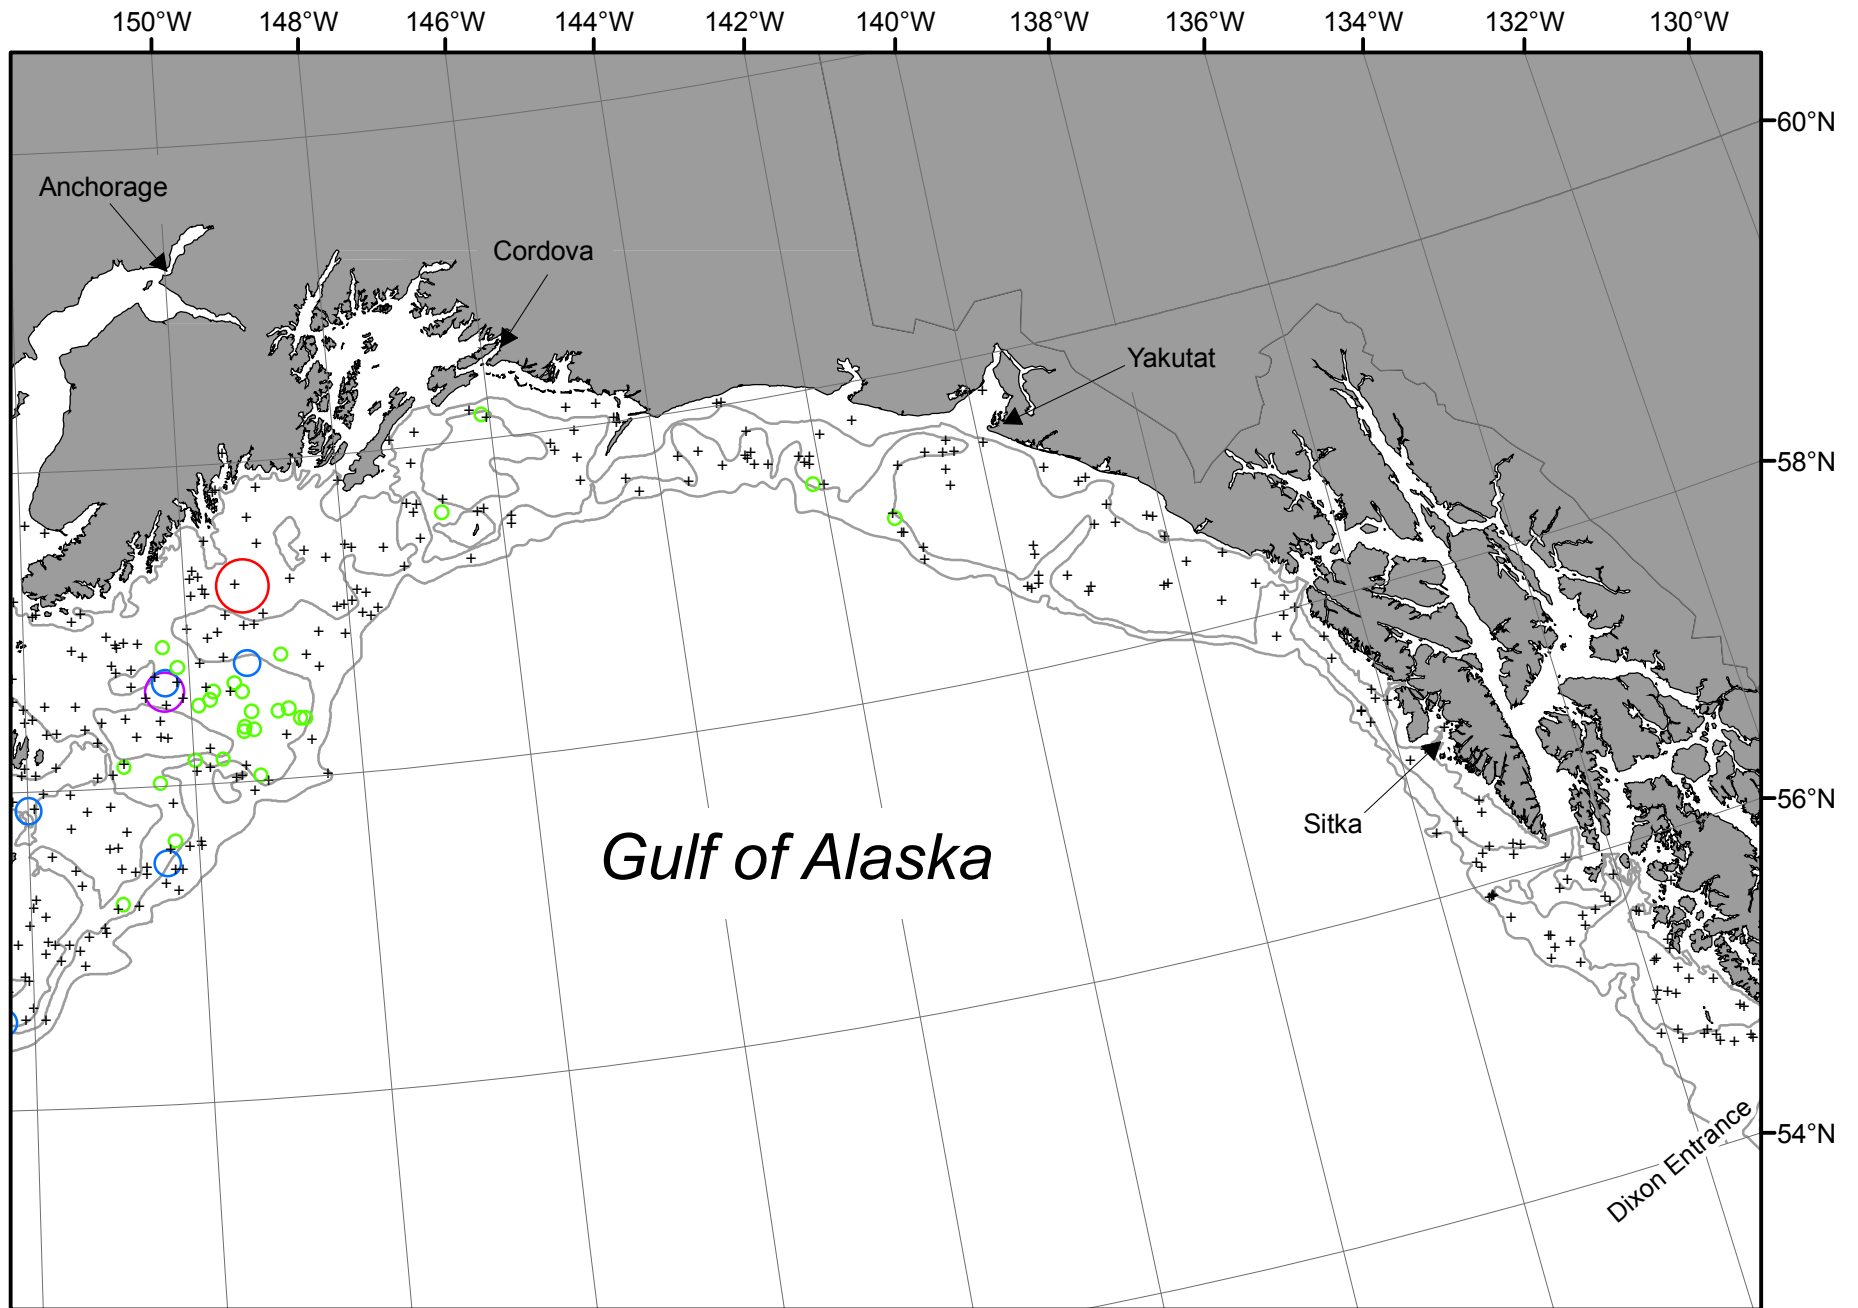 150°W 148°W 146°W 144°W 142°W 140°W 138°W 136°W 134°W 132°W 130°W
60°N
Anchorage
Cordova
Yakutat
58°N
56°N
Sitka
Gulf of Alaska
54°N
Dixon Entrance